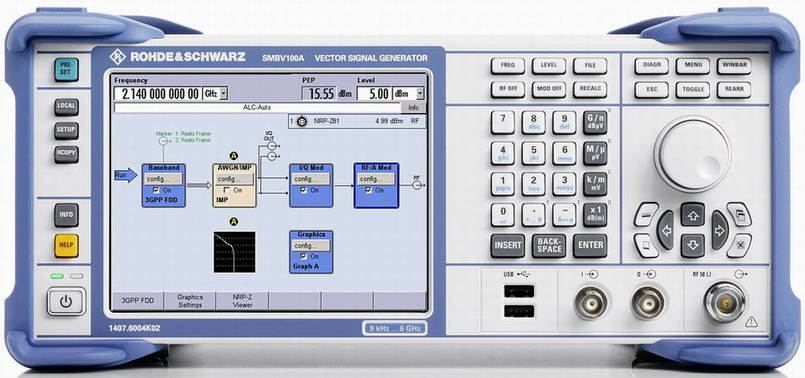 ROHDE&SCHWARZ SMBV100A VECTOR SIGNAL GENERATOR
PRE-
SET
LOCAL
SETUP
HCOPY
INFO
HELP
Frequency PEP Level
2.140 000 000 00 GHz 15.55 dBm 5.00 dBm
ALC-Auto Info
1 NRP-Z81 4.99 dBm RF
Marker 1: Radio Frame
2: Radio Frame
I/Q
OUT
Run
Baseband
config...
On
3GPP FDD
A
AWGN/IMP
config...
On
IMP
I/Q Mod
config...
On
RF/A Mod
config...
On
RF
A
Graphics
config...
On
Graph A
3GPP FDD
Graphics
Settings
NRP-Z
Viewer
1407.6004K02
9 kHz ... 6 GHz
FREQ LEVEL FILE
RF OFF MOD OFF RECALC
DIAGR MENU WINBAR
ESC TOGGLE REARR
7 8 abc 9 def G/n dBµV
4 ghi 5 jkl 6 mno M/µ µV
1 pqrs 2 tuv 3 wxyz k/m mV
0 . - x1 dB(m)
INSERT BACK-
SPACE ENTER
USB I Q RF 50 Ω